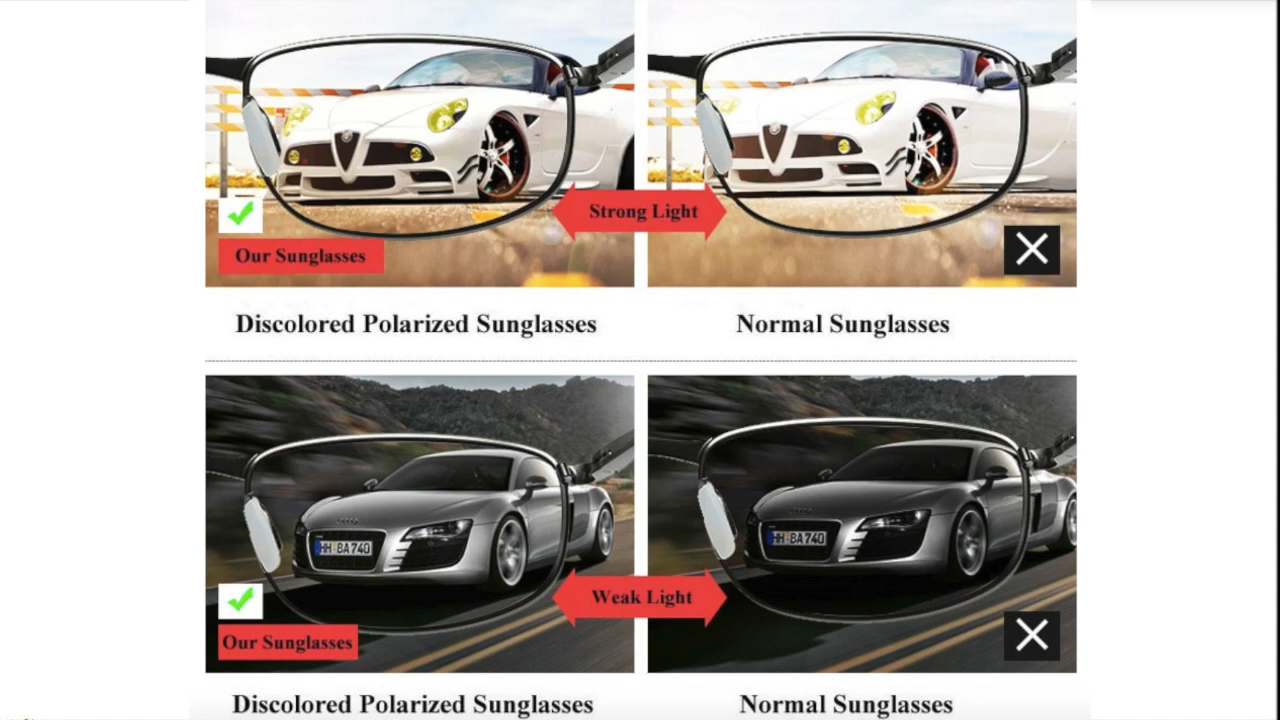 Strong Light
Our Sunglasses
Discolored Polarized Sunglasses
Normal Sunglasses
HH BA 740
HH BA 740
Weak Light
Our Sunglasses
Discolored Polarized Sunglasses
Normal Sunglasses